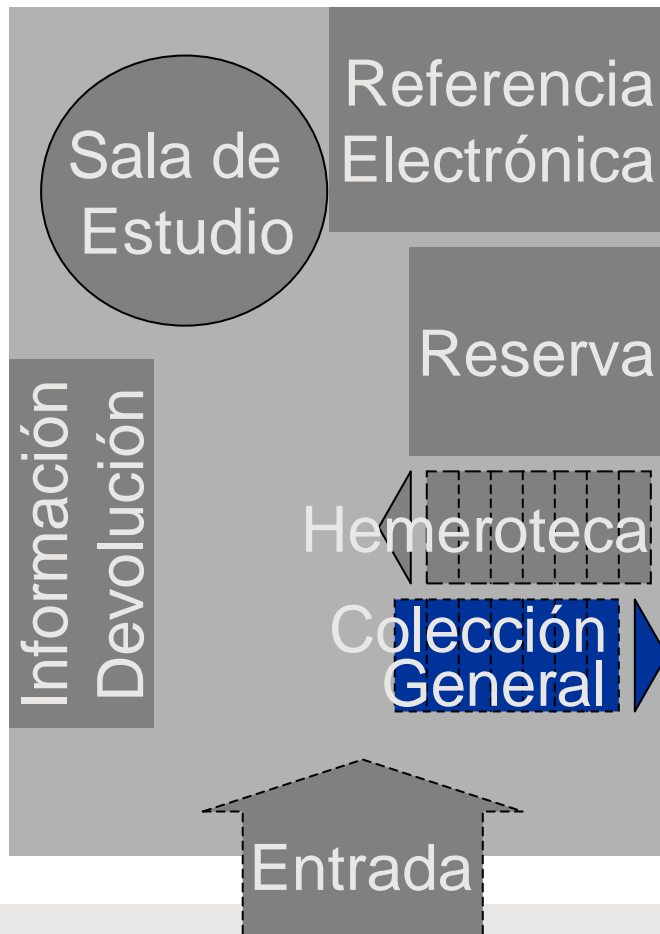 Referencia
Electrónica
Sala de
Estudio
Reserva
Información
Devolución
Hemeroteca
Colección
General
Entrada